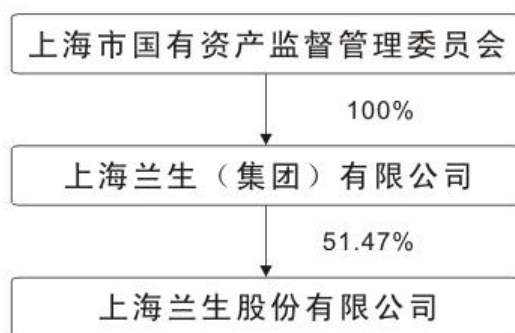 上海市国有资产监督管理委员会
100%
上海兰生（集团）有限公司
51.47%
上海兰生股份有限公司